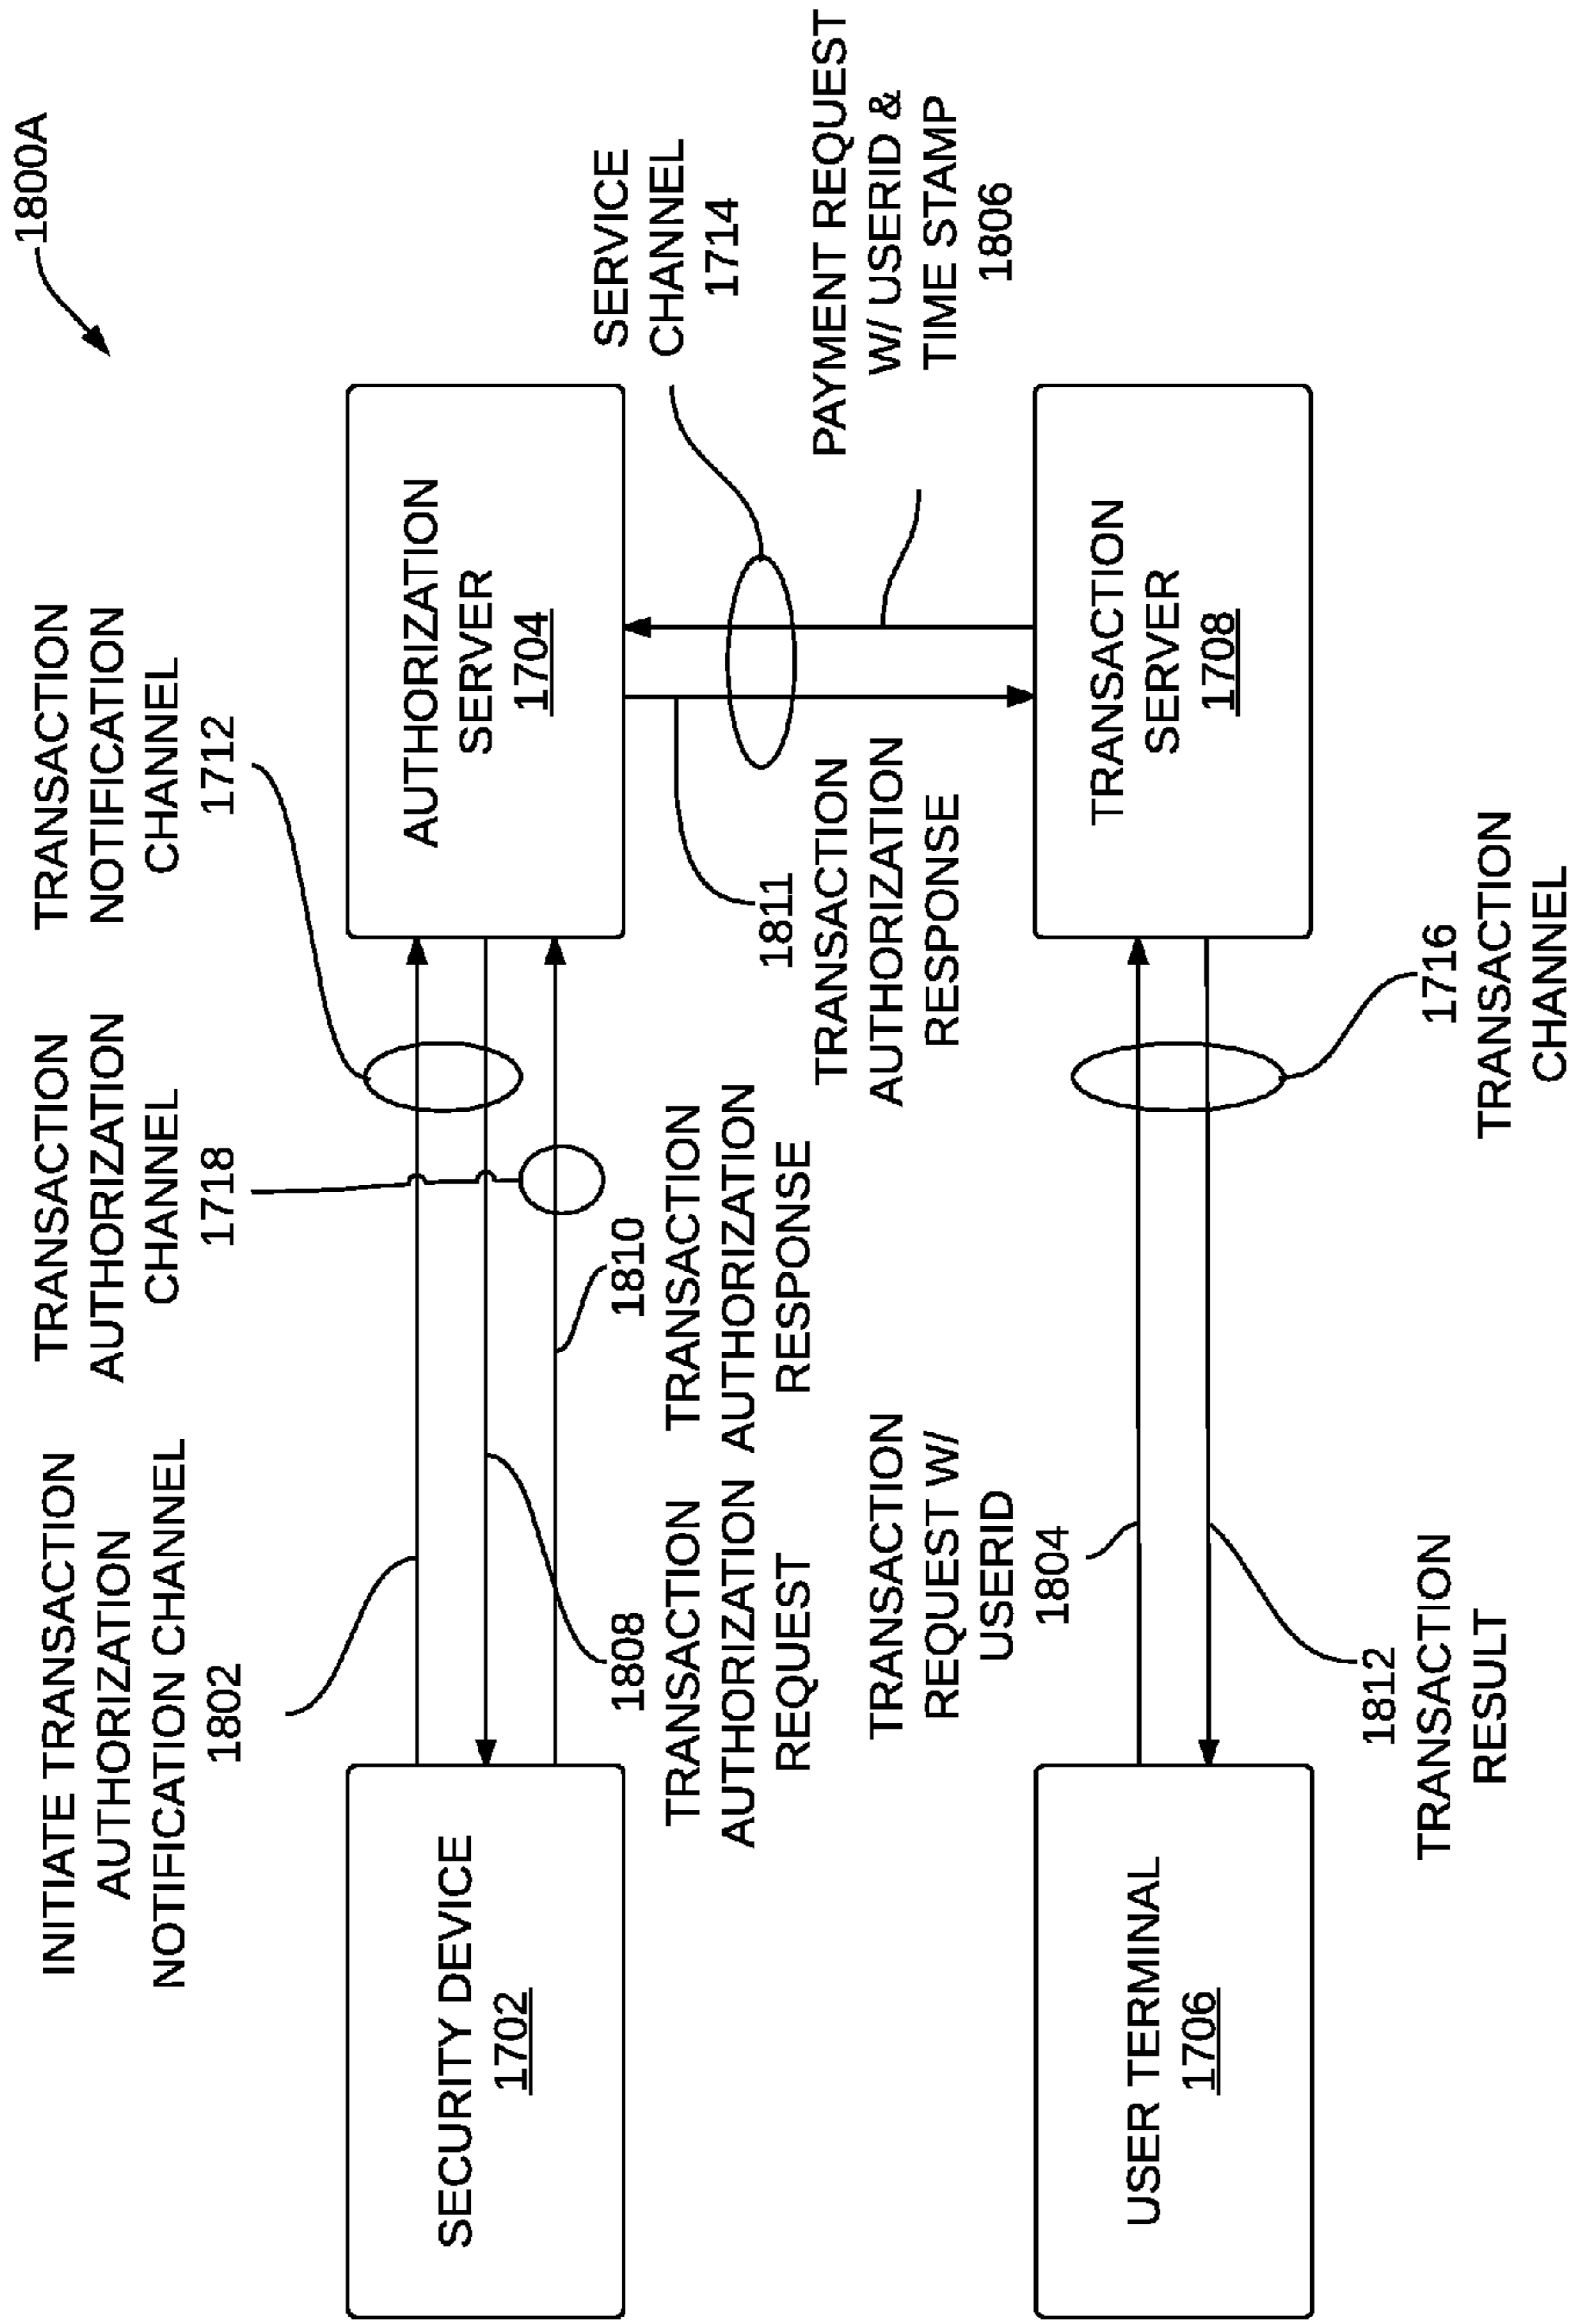 1800A
INITIATE TRANSACTION
AUTHORIZATION
NOTIFICATION CHANNEL
1802
TRANSACTION
AUTHORIZATION
CHANNEL
1718
TRANSACTION
NOTIFICATION
CHANNEL
1712
SECURITY DEVICE
1702
AUTHORIZATION
SERVER
1704
SERVICE
CHANNEL
1714
1808
TRANSACTION
AUTHORIZATION
REQUEST
1810
TRANSACTION
AUTHORIZATION
RESPONSE
1811
TRANSACTION
AUTHORIZATION
RESPONSE
PAYMENT REQUEST
W/ USERID &
TIME STAMP
1806
TRANSACTION
REQUEST W/
USERID
1804
USER TERMINAL
1706
TRANSACTION
SERVER
1708
1812
TRANSACTION
RESULT
1716
TRANSACTION
CHANNEL